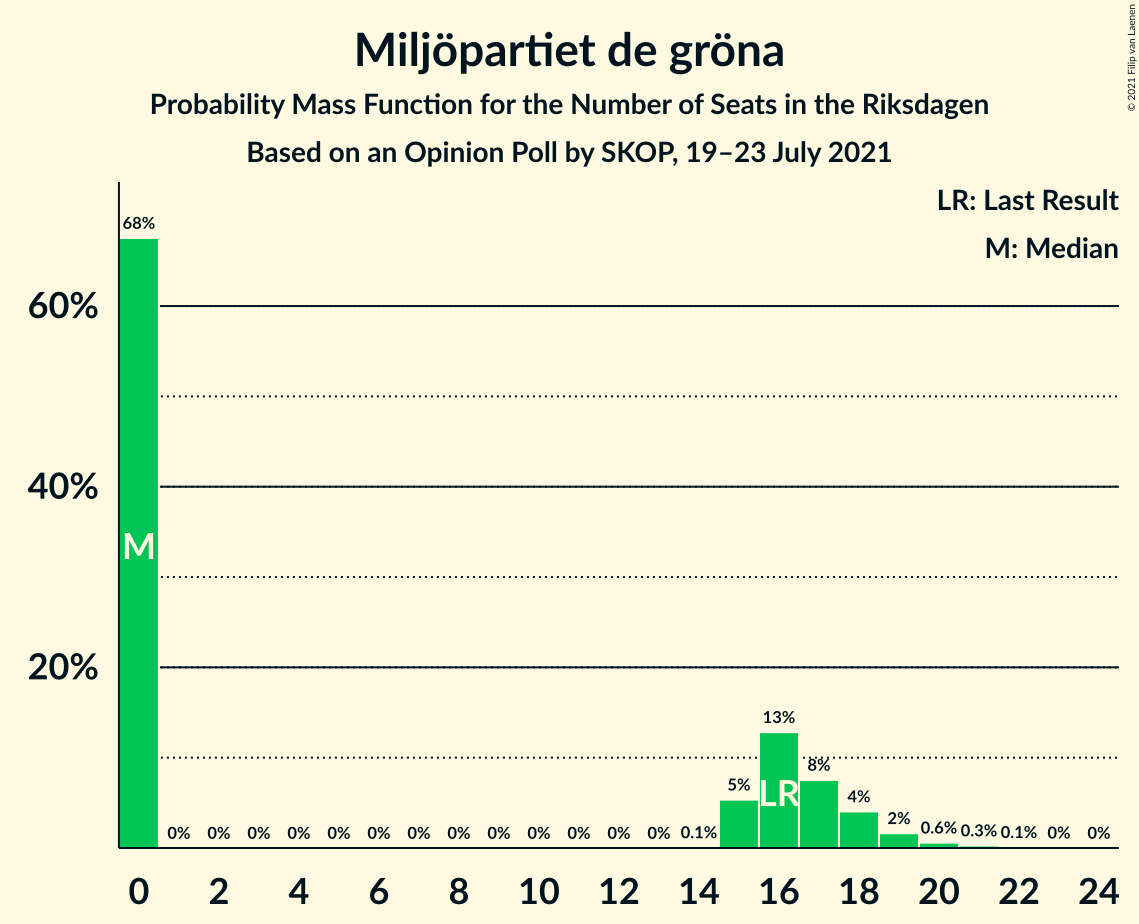 Miljöpartiet de gröna
Probability Mass Function for the Number of Seats in the Riksdagen
Based on an Opinion Poll by SKOP, 19–23 July 2021
© 2021 Filip van Laenen
LR: Last Result
M: Median
68%
60%
40%
M
20%
13%
8%
5%
LR
4%
2%
0% 0% 0% 0% 0% 0% 0% 0% 0% 0% 0% 0% 0% 0.1% 0.6% 0.3% 0.1% 0% 0%
0 2 4 6 8 10 12 14 16 18 20 22 24